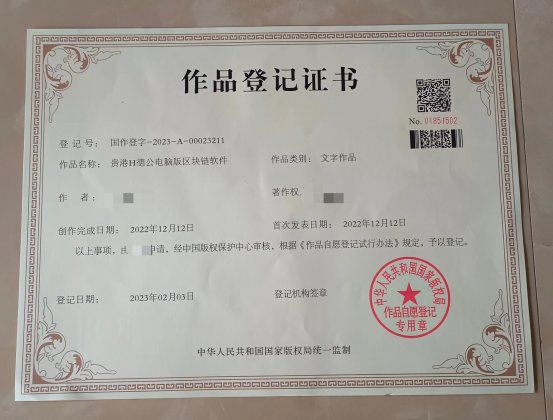 作品登记证书
No. 01851502
登 记 号： 国作登字-2023-A-00023211
作品名称： 贵港H德公电脑版区块链软件 作品类别： 文字作品
作 者： 著作权
创作完成日期： 2022年12月12日 首次发表日期： 2022年12月12日
以上事项，由 申请，经中国版权保护中心审核，根据《作品自愿登记试行办法》规定，予以登记。
登记日期： 2023年02月03日 登记机构签章
中华人民共和国国家版权局
作品自愿登记
专用章
中华人民共和国国家版权局统一监制